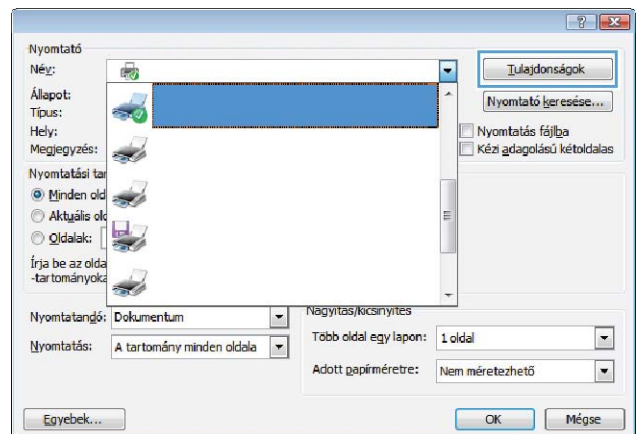 Nyomtató
Név:
Tulajdonságok
Állapot:
Nyomtató keresése...
Típus:
Hely:
Nyomtatás fájlba
Megjegyzés:
Kézi adagolású kétoldalas
Nyomtatási tar
Minden old
Aktuális olc
Oldalak:
Írja be az olda
-tartományoka
Nyomtatandó: Dokumentum
Nagyítás/kicsinyítés
Több oldal egy lapon: 1 oldal
Nyomtatás: A tartomány minden oldala
Adott papírméretre: Nem méretezhető
Egyebek...
OK
Mégse